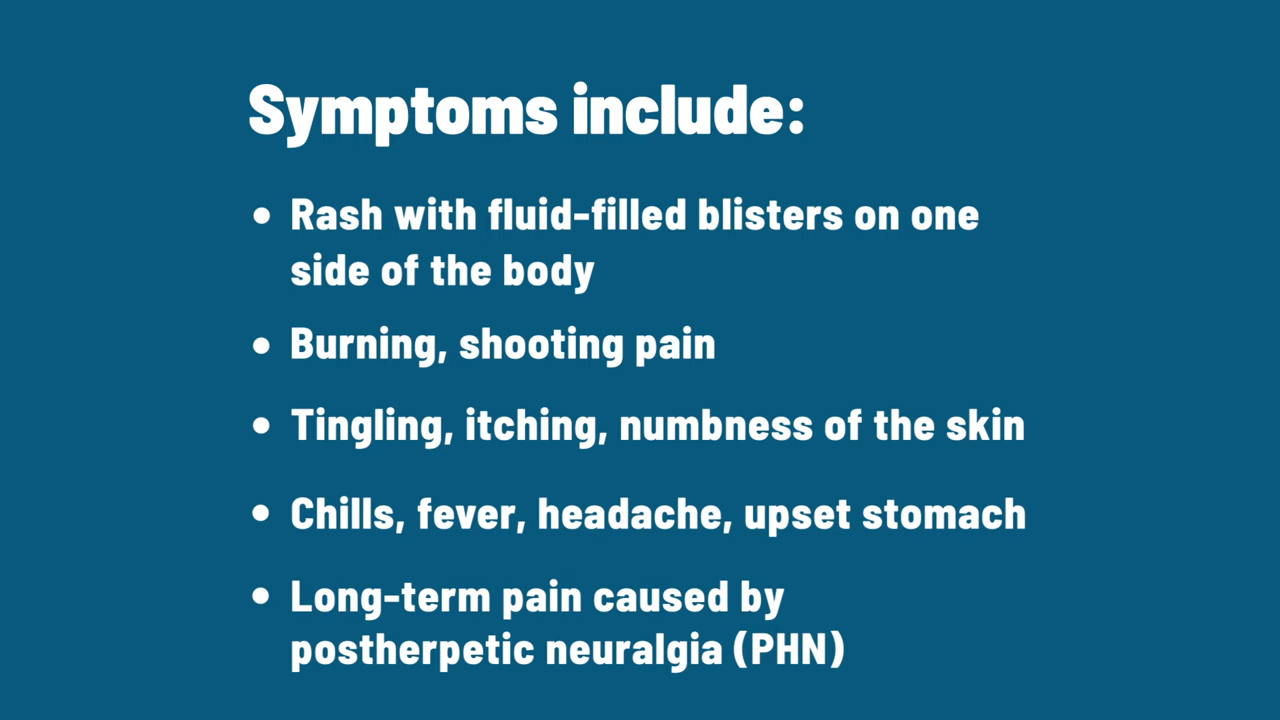 Symptoms include:
• Rash with fluid-filled blisters on one
side of the body
• Burning, shooting pain
• Tingling, itching, numbness of the skin
• Chills, fever, headache, upset stomach
• Long-term pain caused by
postherpetic neuralgia (PHN)